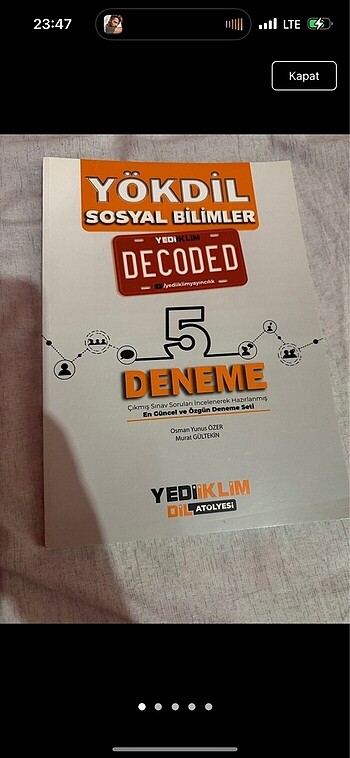 23:47
LTE
Kapat
YÖKDİL
SOSYAL BİLİMLER
YEDİİKLİM
DECODED
/yediiklimyayıncılık
5
DENEME
Çıkmış Sınav Soruları İncelenerek Hazırlanmış
En Güncel ve Özgün Deneme Seti
Osman Yunus ÖZER
Murat GÜLTEKİN
YEDİİKLİM
DİL ATÖLYESİ